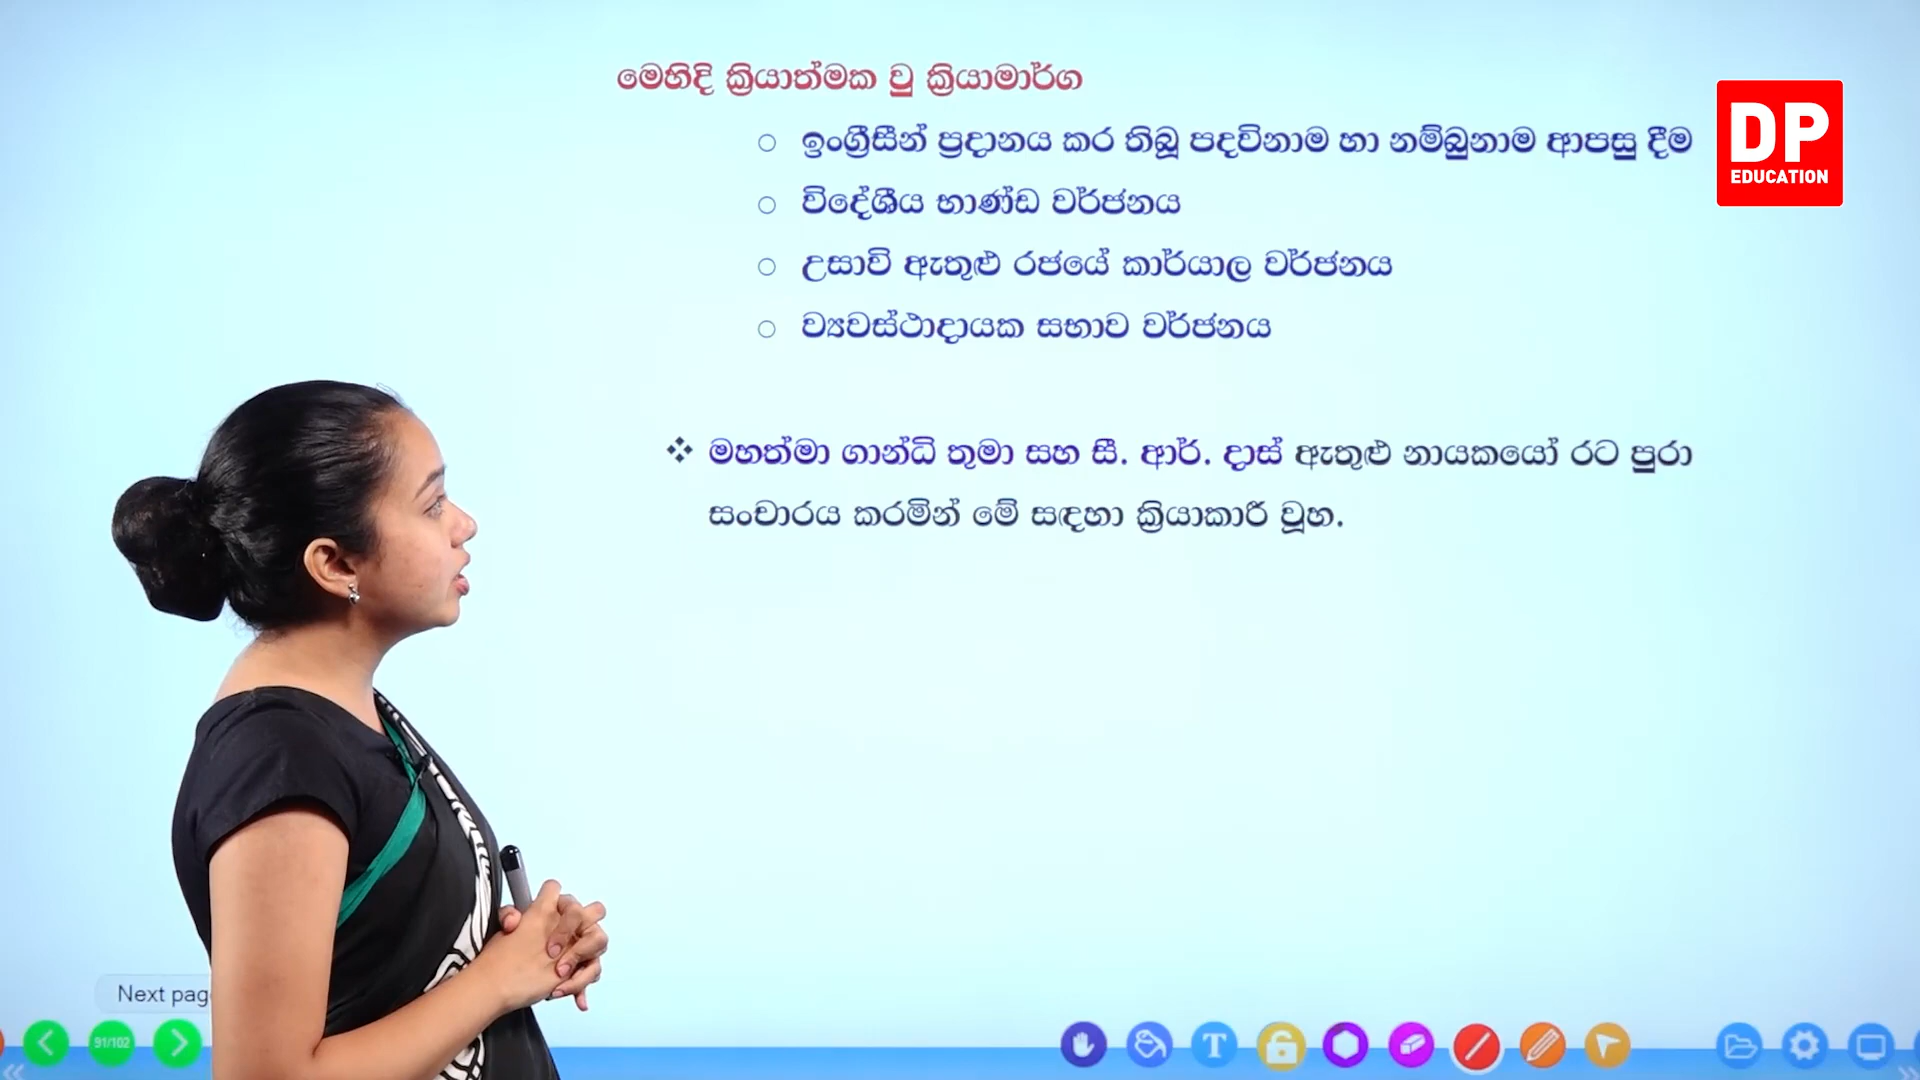 මෙහිදි ක්‍රියාත්මක වු ක්‍රියාමාර්ග
DP
EDUCATION
○ ඉංග්‍රීසීන් ප්‍රදානය කර තිබූ පදවිනාම හා නම්බුනාම ආපසු දීම
○ විදේශීය භාණ්ඩ වර්ජනය
○ උසාවි ඇතුළු රජයේ කාර්යාල වර්ජනය
○ ව්‍යවස්ථාදායක සභාව වර්ජනය
❖ මහත්මා ගාන්ධි තුමා සහ සී. ආර්. දාස් ඇතුළු නායකයෝ රට පුරා
සංචාරය කරමින් මේ සඳහා ක්‍රියාකාරී වූහ.
Next pag
91/102
T